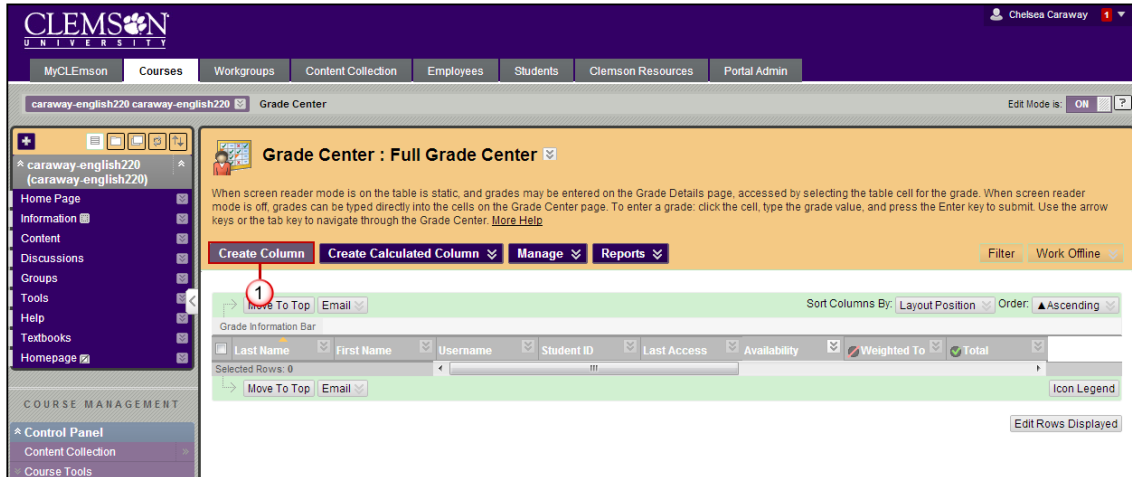 CLEMSON
UNIVERSITY
Chelsea Caraway 1
MyCLEmson Courses Workgroups Content Collection Employees Students Clemson Resources Portal Admin
caraway-english220 caraway-english220 Grade Center
Edit Mode is: ON ?
caraway-english220
(caraway-english220)
Home Page
Information
Content
Discussions
Groups
Tools
Help
Textbooks
Homepage
COURSE MANAGEMENT
Control Panel
Content Collection
Course Tools
Grade Center : Full Grade Center
When screen reader mode is on the table is static, and grades may be entered on the Grade Details page, accessed by selecting the table cell for the grade. When screen reader
mode is off, grades can be typed directly into the cells on the Grade Center page. To enter a grade: click the cell, type the grade value, and press the Enter key to submit. Use the arrow
keys or the tab key to navigate through the Grade Center. More Help
Create Column Create Calculated Column Manage Reports Filter Work Offline
1
Move To Top Email Sort Columns By: Layout Position Order: ▲Ascending
Grade Information Bar
Last Name First Name Username Student ID Last Access Availability Weighted To Total
Selected Rows: 0
Move To Top Email Icon Legend
Edit Rows Displayed